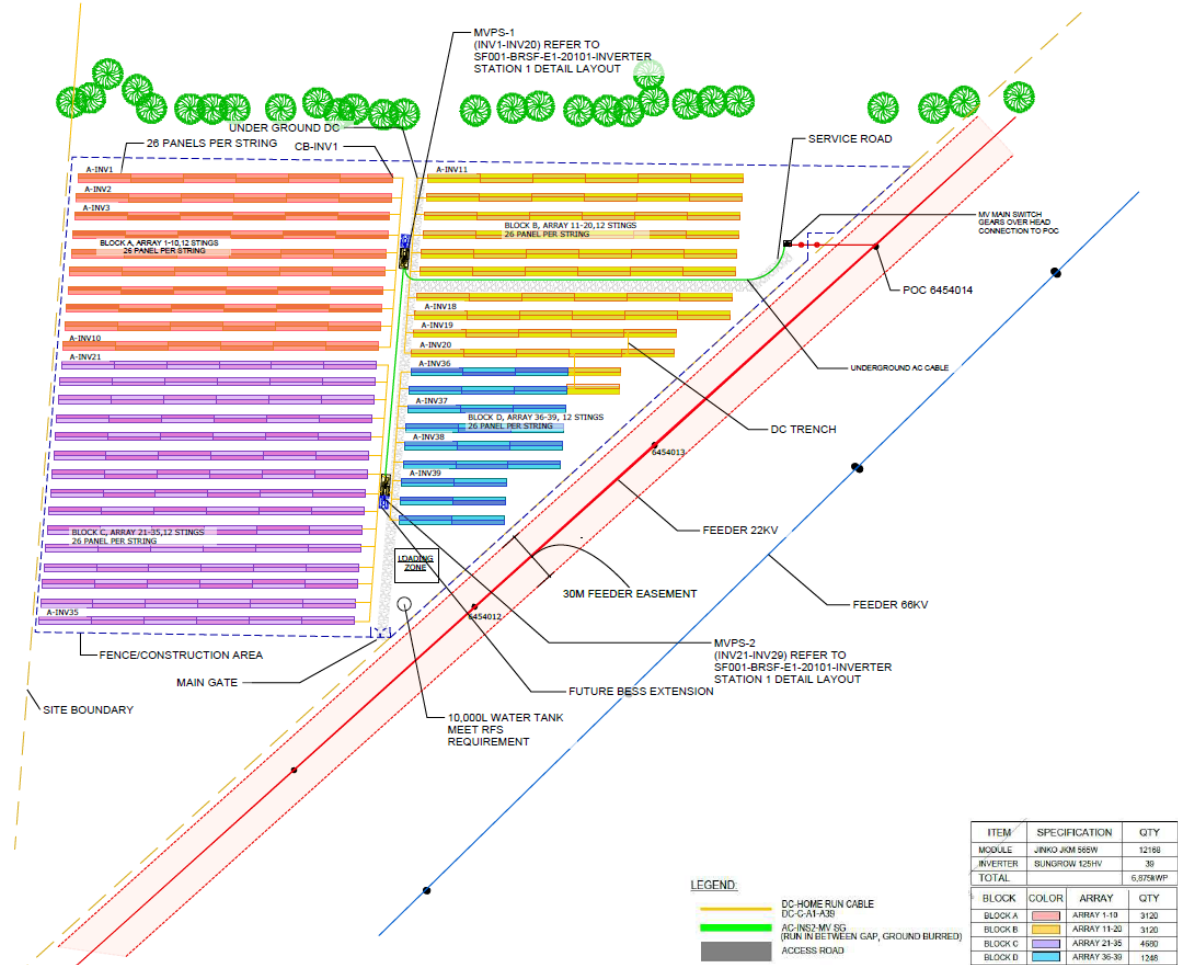 MVPS-1
(INV1-INV20) REFER TO
SF001-BRSF-E1-20101-INVERTER
STATION 1 DETAIL LAYOUT
UNDER GROUND DC
26 PANELS PER STRING
CB-INV1
SERVICE ROAD
A-INV1
A-INV11
A-INV2
A-INV3
MV MAIN SWITCH
GEARS OVER HEAD
CONNECTION TO POC
BLOCK B, ARRAY 11-20,12 STINGS
26 PANEL PER STRING
BLOCK A, ARRAY 1-10,12 STINGS
26 PANEL PER STRING
POC 6454014
A-INV18
A-INV19
A-INV10
A-INV20
A-INV21
A-INV36
UNDERGROUND AC CABLE
A-INV37
BLOCK D, ARRAY 36-39, 12 STINGS
26 PANEL PER STRING
DC TRENCH
A-INV38
6454013
A-INV39
BLOCK C, ARRAY 21-35,12 STINGS
26 PANEL PER STRING
FEEDER 22KV
LOADING
ZONE
30M FEEDER EASEMENT
FEEDER 66KV
A-INV35
6454012
FENCE/CONSTRUCTION AREA
MVPS-2
(INV21-INV29) REFER TO
SF001-BRSF-E1-20101-INVERTER
STATION 1 DETAIL LAYOUT
MAIN GATE
FUTURE BESS EXTENSION
SITE BOUNDARY
10,000L WATER TANK
MEET RFS
REQUIREMENT
LEGEND:
DC-HOME RUN CABLE
DC-C-A1-A39
AC-INS2-MV SG
(RUN IN BETWEEN GAP, GROUND BURRED)
ACCESS ROAD
ITEM SPECIFICATION QTY
MODULE JINKO JKM 565W 12168
INVERTER SUNGROW 125HV 39
TOTAL 6,875kWP
BLOCK COLOR ARRAY QTY
BLOCK A ARRAY 1-10 3120
BLOCK B ARRAY 11-20 3120
BLOCK C ARRAY 21-35 4680
BLOCK D ARRAY 36-39 1248